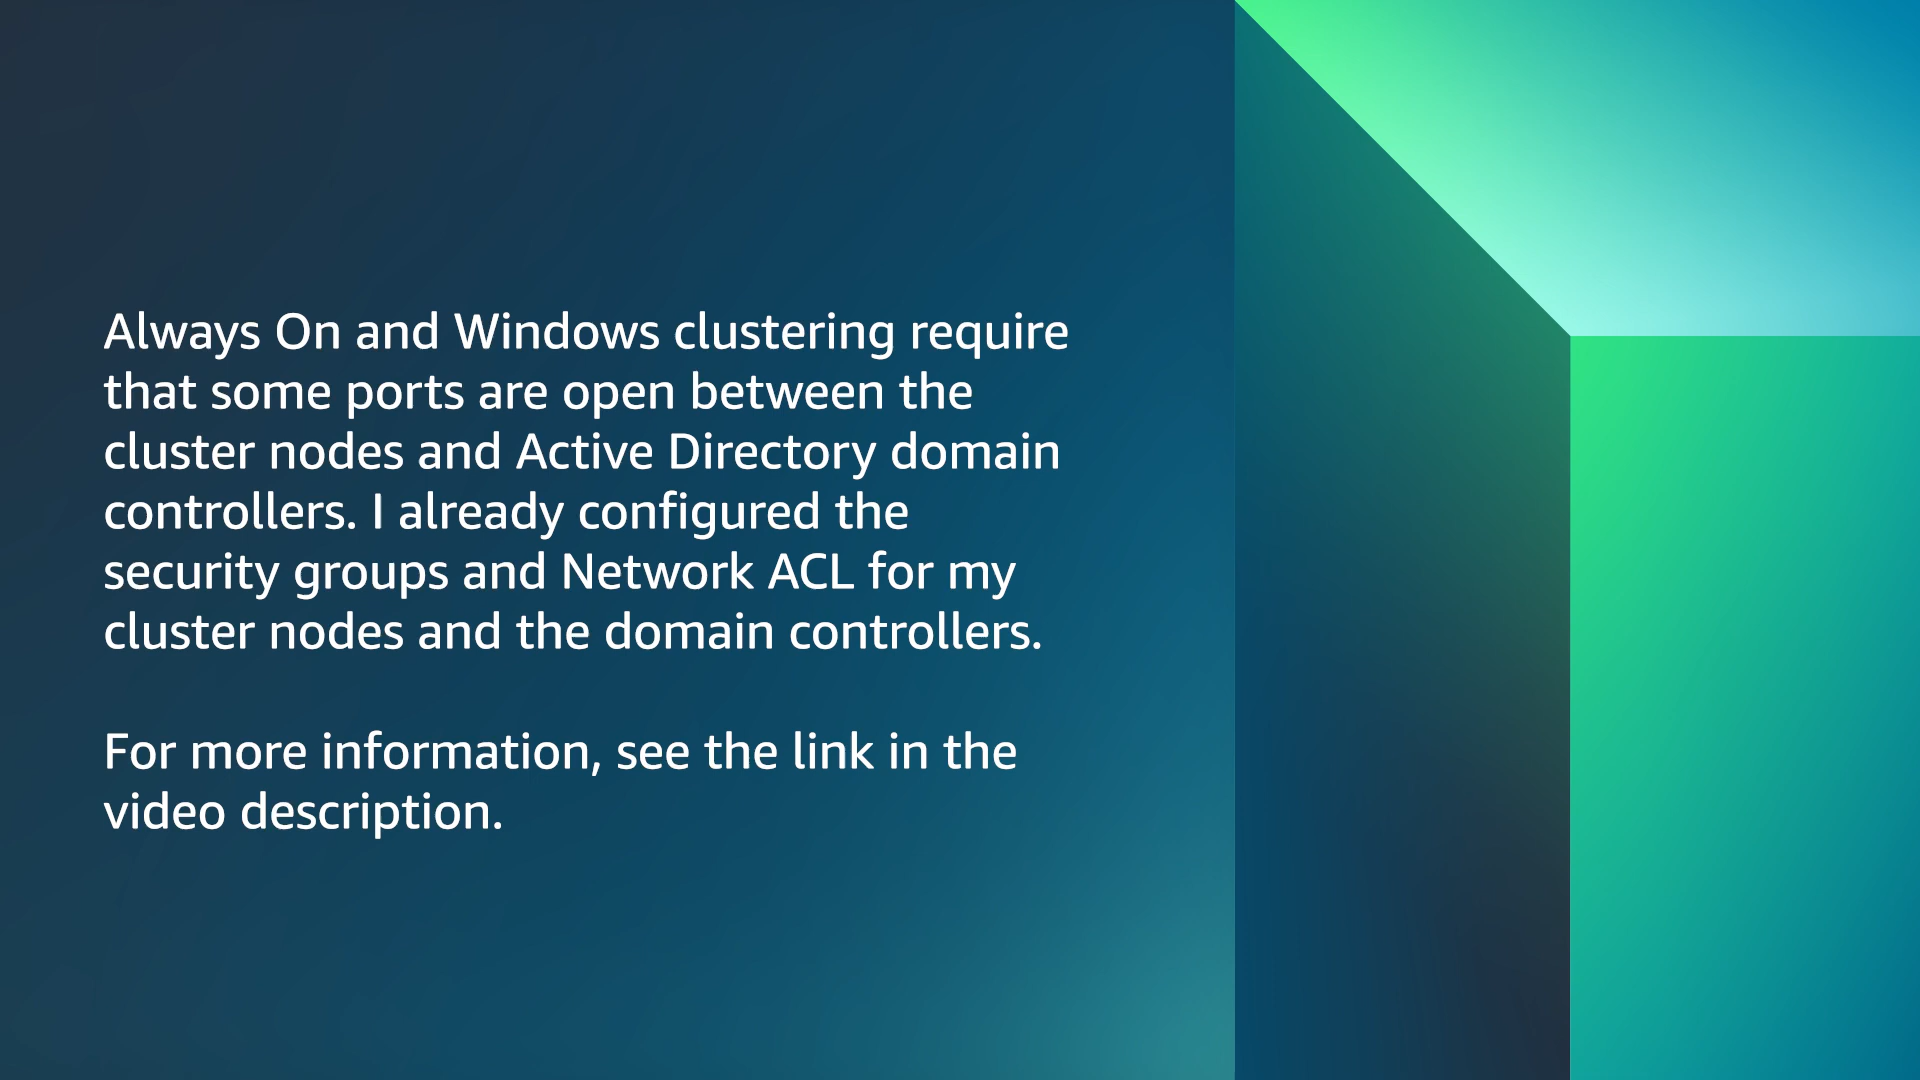 Always On and Windows clustering require
that some ports are open between the
cluster nodes and Active Directory domain
controllers. I already configured the
security groups and Network ACL for my
cluster nodes and the domain controllers.
For more information, see the link in the
video description.